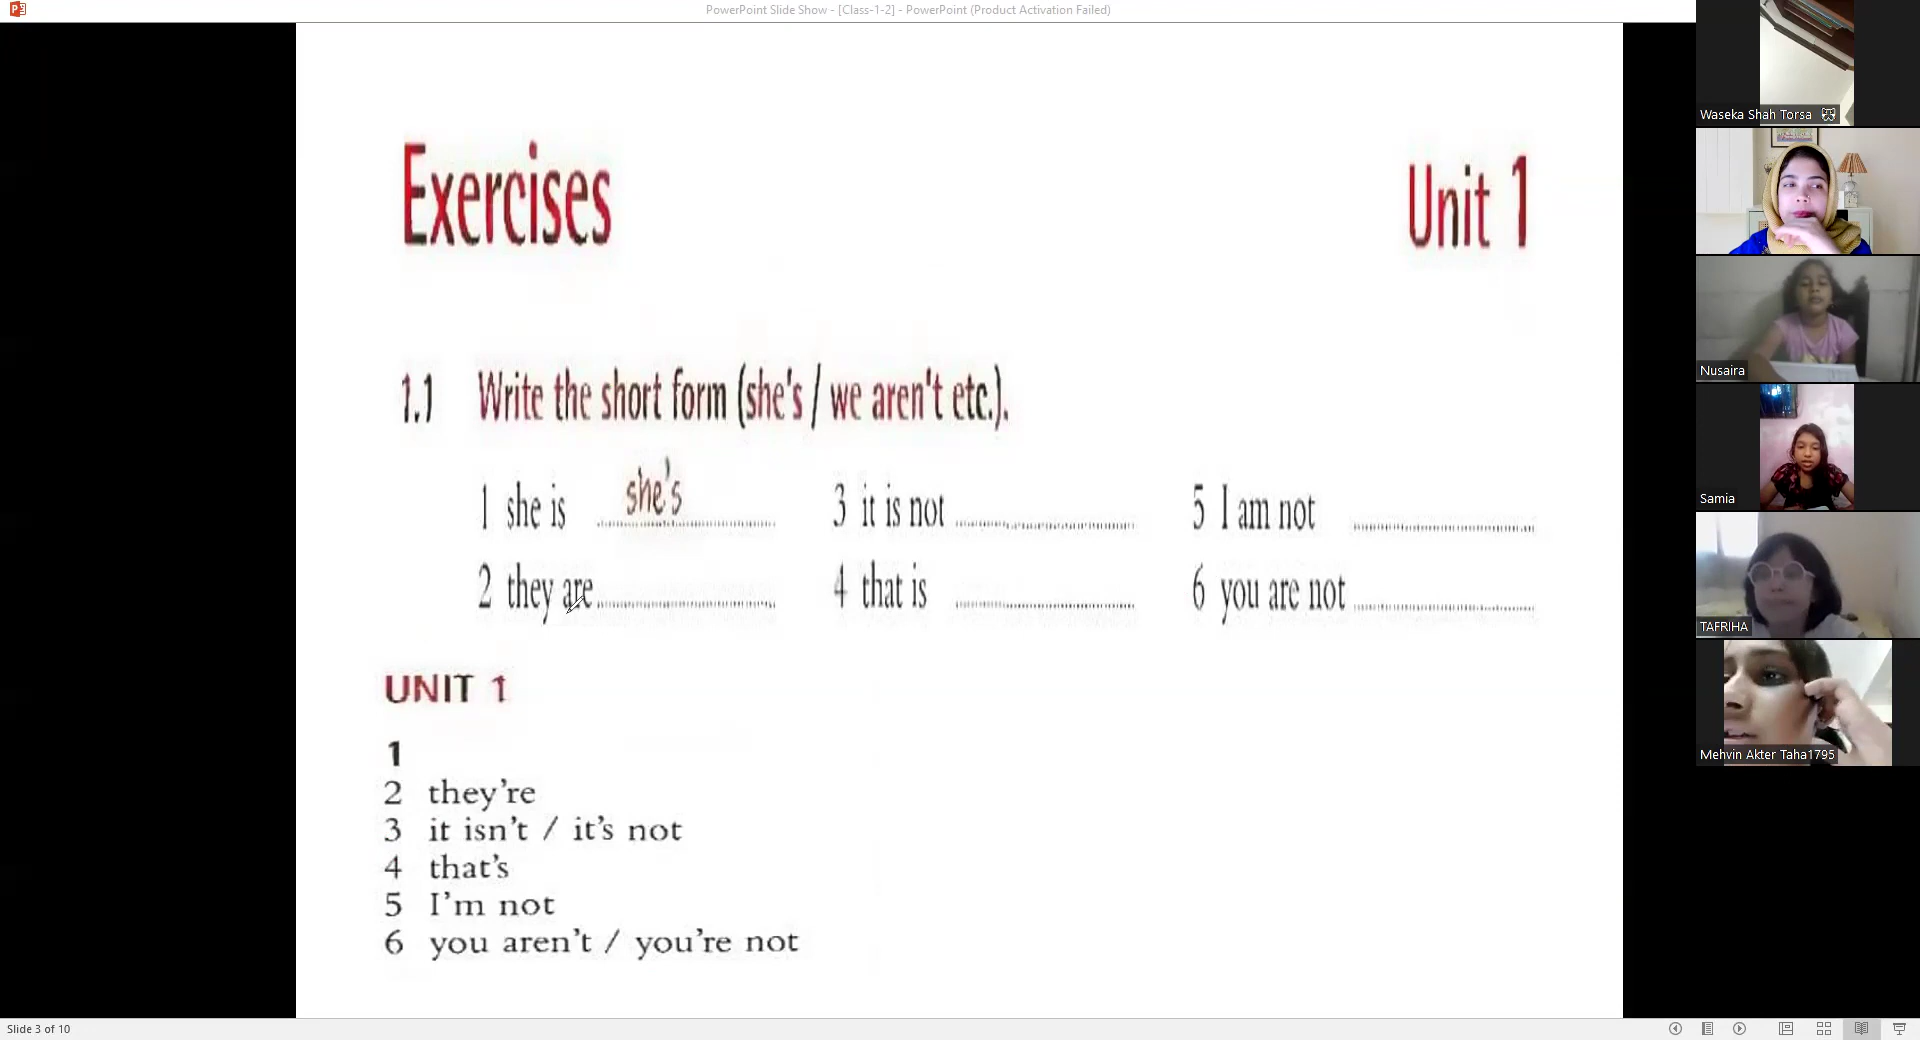 PowerPoint Slide Show - [Class-1-2] - PowerPoint (Product Activation Failed)
Exercises
Unit 1
1.1 Write the short form (she's / we aren't etc.).
1 she is she's 3 it is not 5 I am not
2 they are 4 that is 6 you are not
UNIT 1
1
2 they're
3 it isn't / it's not
4 that's
5 I'm not
6 you aren't / you're not
Waseka Shah Torsa
Nusaira
Samia
TAFRIHA
Mehvin Akter Taha1795
Slide 3 of 10